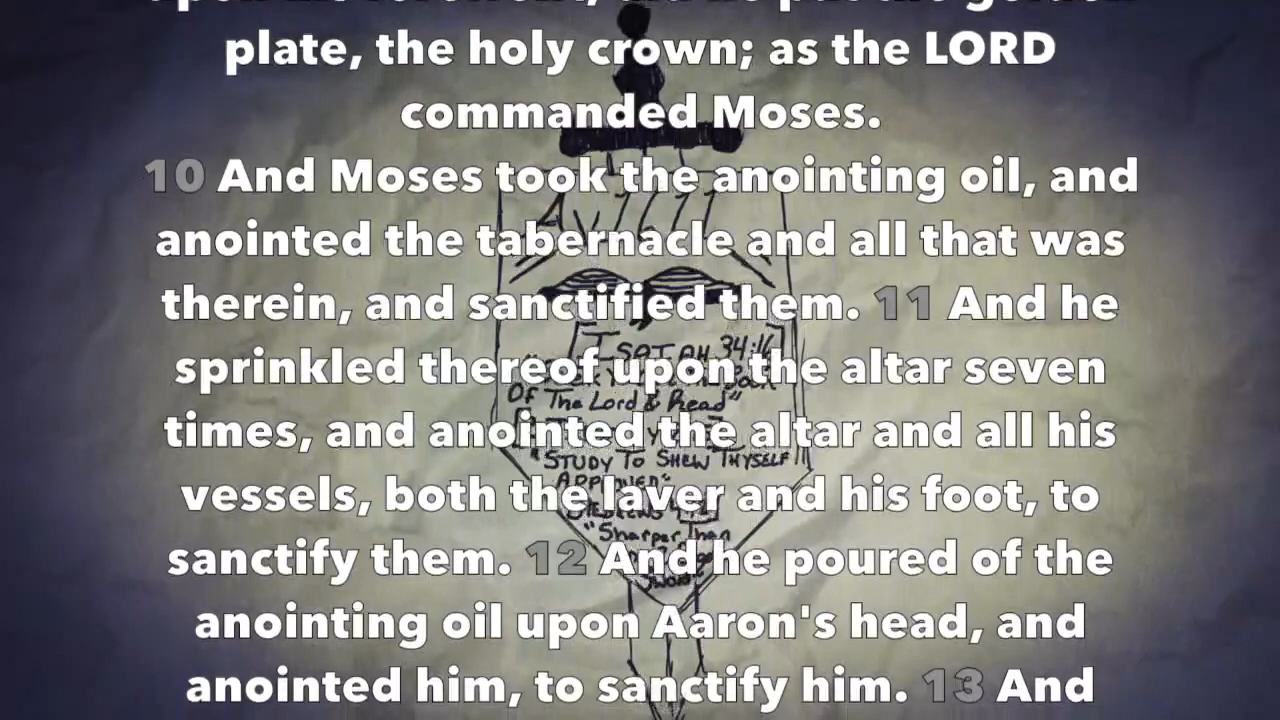 plate, the holy crown; as the LORD
commanded Moses.
10 And Moses took the anointing oil, and
anointed the tabernacle and all that was
therein, and sanctified them. 11 And he
sprinkled thereof upon the altar seven
times, and anointed the altar and all his
vessels, both the laver and his foot, to
sanctify them. 12 And he poured of the
anointing oil upon Aaron's head, and
anointed him, to sanctify him. 13 And
AV1611
ISAIAH 34:16
Of The Lord & Read"
"STUDY TO SHEW THYSELF
APPROVED"
"Sharper Than